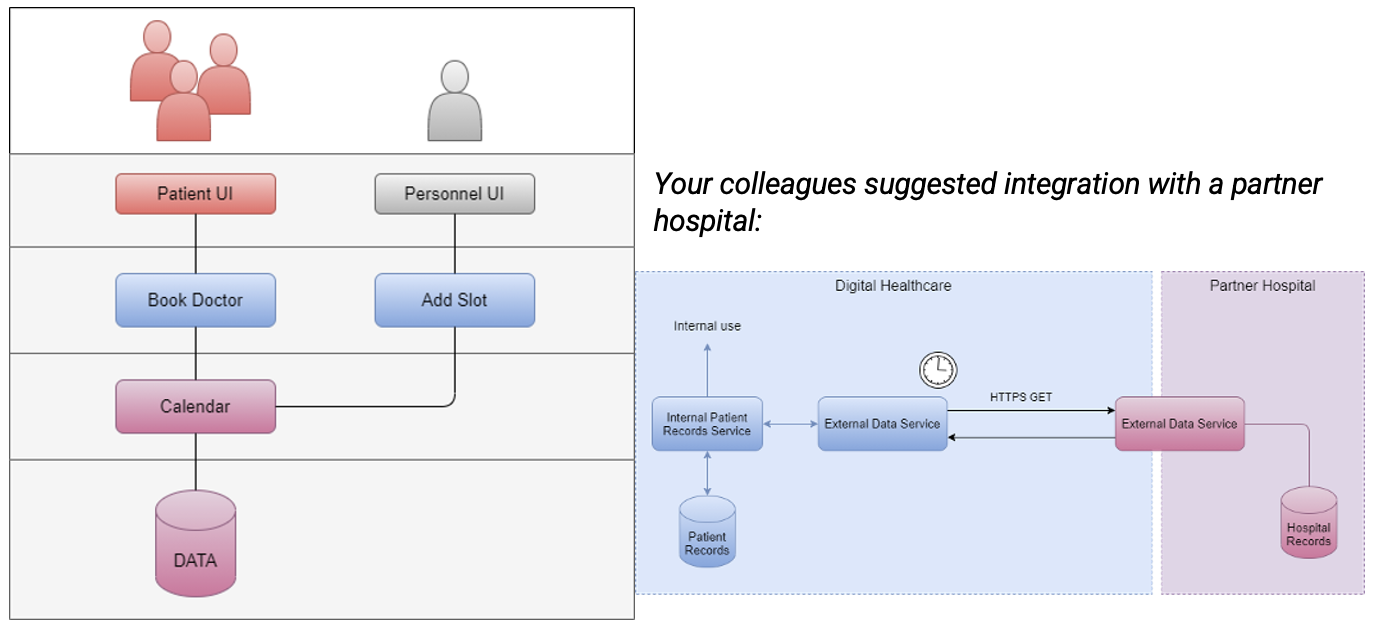 Patient UI
Personnel UI
Book Doctor
Add Slot
Calendar
DATA
Your colleagues suggested integration with a partner
hospital:
Digital Healthcare
Partner Hospital
Internal use
HTTPS GET
Internal Patient
Records Service
External Data Service
External Data Service
Patient
Records
Hospital
Records